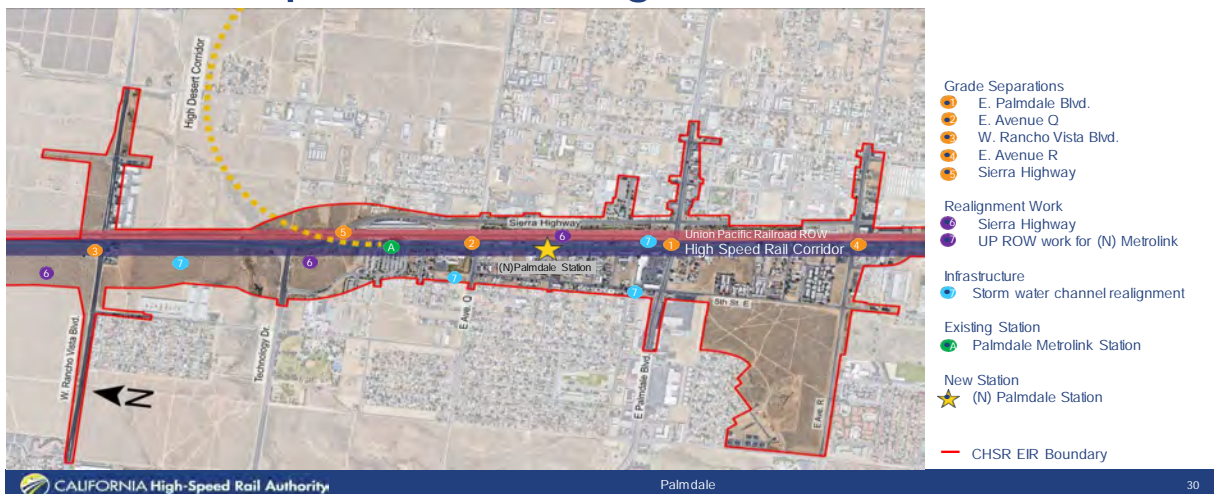 High Desert Corridor
Sierra Highway
Union Pacific Railroad ROW
High Speed Rail Corridor
(N)Palmdale Station
5
A
2
6
7
1
4
3
7
6
6
7
7
5th St. E
W. Rancho Vista Blvd.
Technology Dr.
E Ave. Q
E Palmdale Blvd.
E Ave. R
N
Grade Separations
1 E. Palmdale Blvd.
2 E. Avenue Q
3 W. Rancho Vista Blvd.
4 E. Avenue R
5 Sierra Highway
Realignment Work
6 Sierra Highway
UP ROW work for (N) Metrolink
Infrastructure
Storm water channel realignment
Existing Station
A Palmdale Metrolink Station
New Station
(N) Palmdale Station
CHSR EIR Boundary
CALIFORNIA High-Speed Rail Authority
Palmdale
30